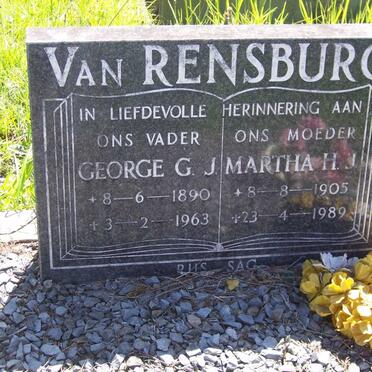 VAN RENSBURG
IN LIEFDEVOLLE HERINNERING AAN
ONS VADER ONS MOEDER
GEORGE G. J. MARTHA H. J.
*8-6-1890 *8-8-1905
+3-2-1963 +23-4-1989
RUS SAG